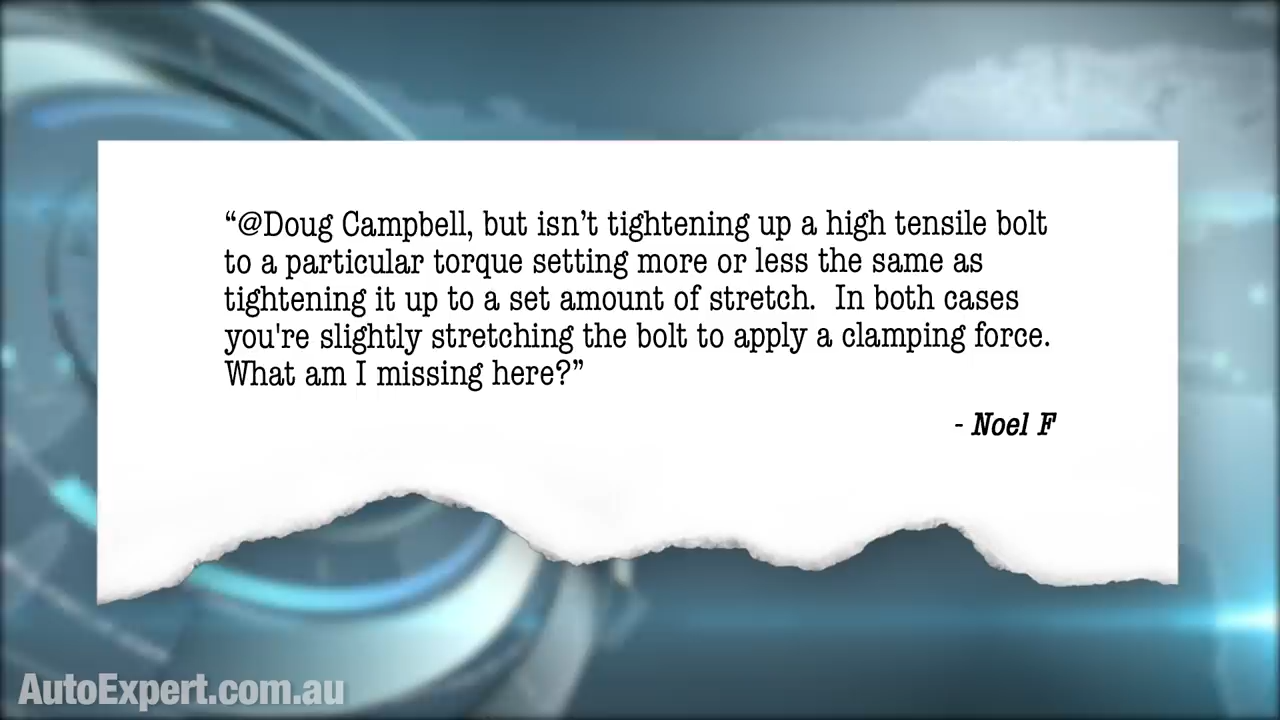 “@Doug Campbell, but isn’t tightening up a high tensile bolt
to a particular torque setting more or less the same as
tightening it up to a set amount of stretch.  In both cases
you're slightly stretching the bolt to apply a clamping force.
What am I missing here?”
- Noel F
AutoExpert.com.au